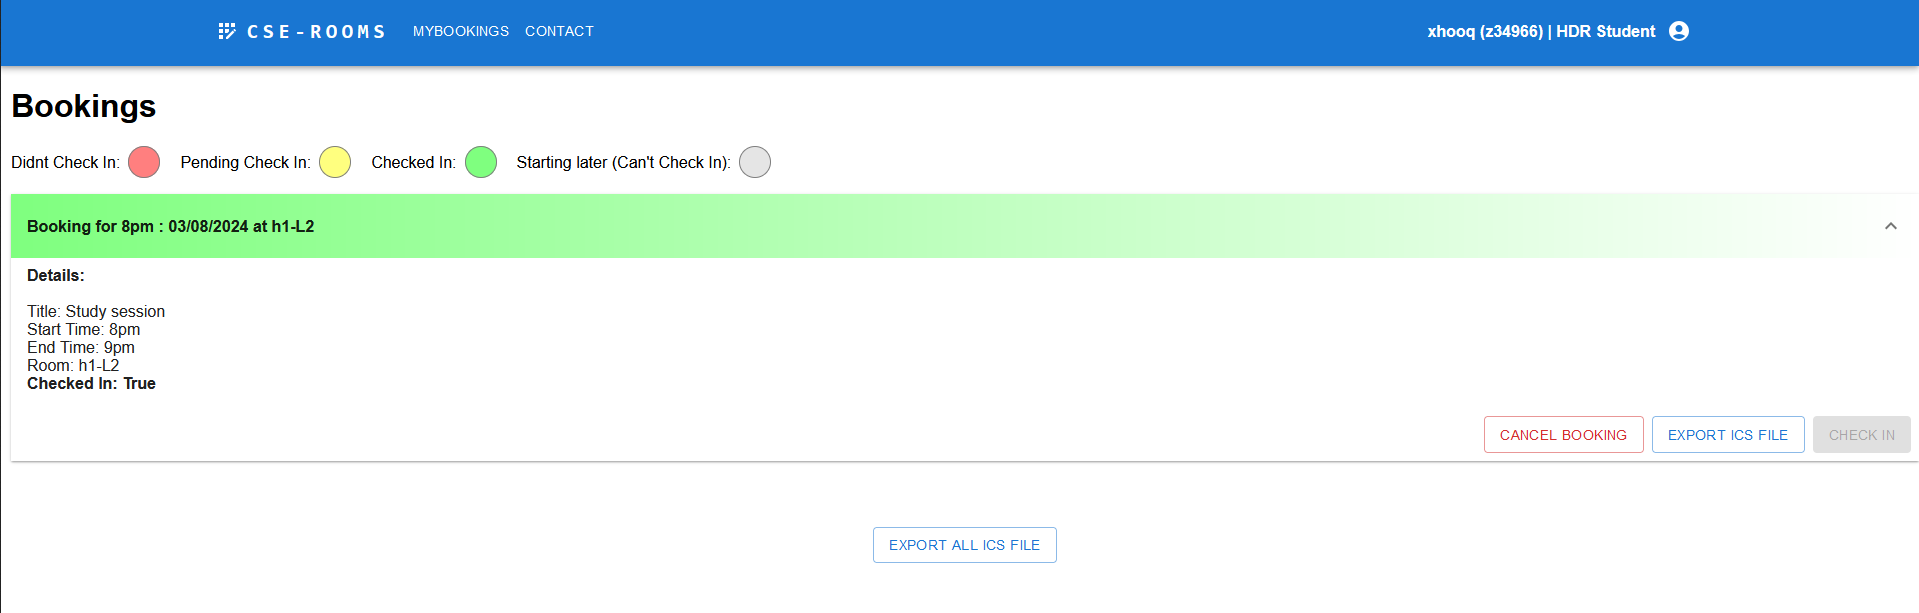 CSE-ROOMS MYBOOKINGS CONTACT xhooq (z34966) | HDR Student
Bookings
Didnt Check In: Pending Check In: Checked In: Starting later (Can't Check In):
Booking for 8pm : 03/08/2024 at h1-L2
Details:
Title: Study session
Start Time: 8pm
End Time: 9pm
Room: h1-L2
Checked In: True
CANCEL BOOKING EXPORT ICS FILE CHECK IN
EXPORT ALL ICS FILE